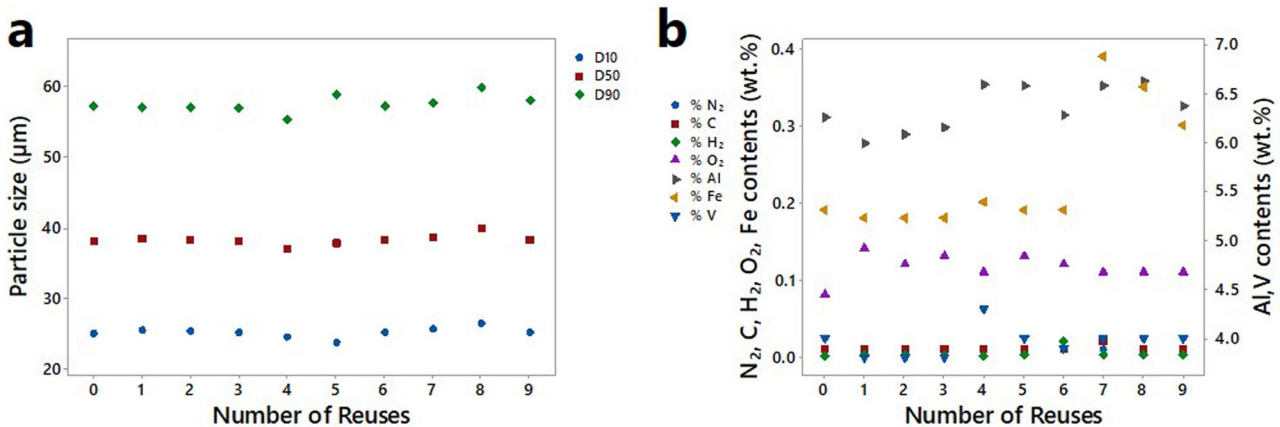 a
Particle size (µm)
60
50
40
30
20
0 1 2 3 4 5 6 7 8 9
Number of Reuses
D10
D50
D90
b
% N₂
% C
% H₂
% O₂
% Al
% Fe
% V
N₂, C, H₂, O₂, Fe contents (wt.%)
0.4
0.3
0.2
0.1
0.0
0 1 2 3 4 5 6 7 8 9
Number of Reuses
7.0
6.5
6.0
5.5
5.0
4.5
4.0
Al,V contents (wt.%)